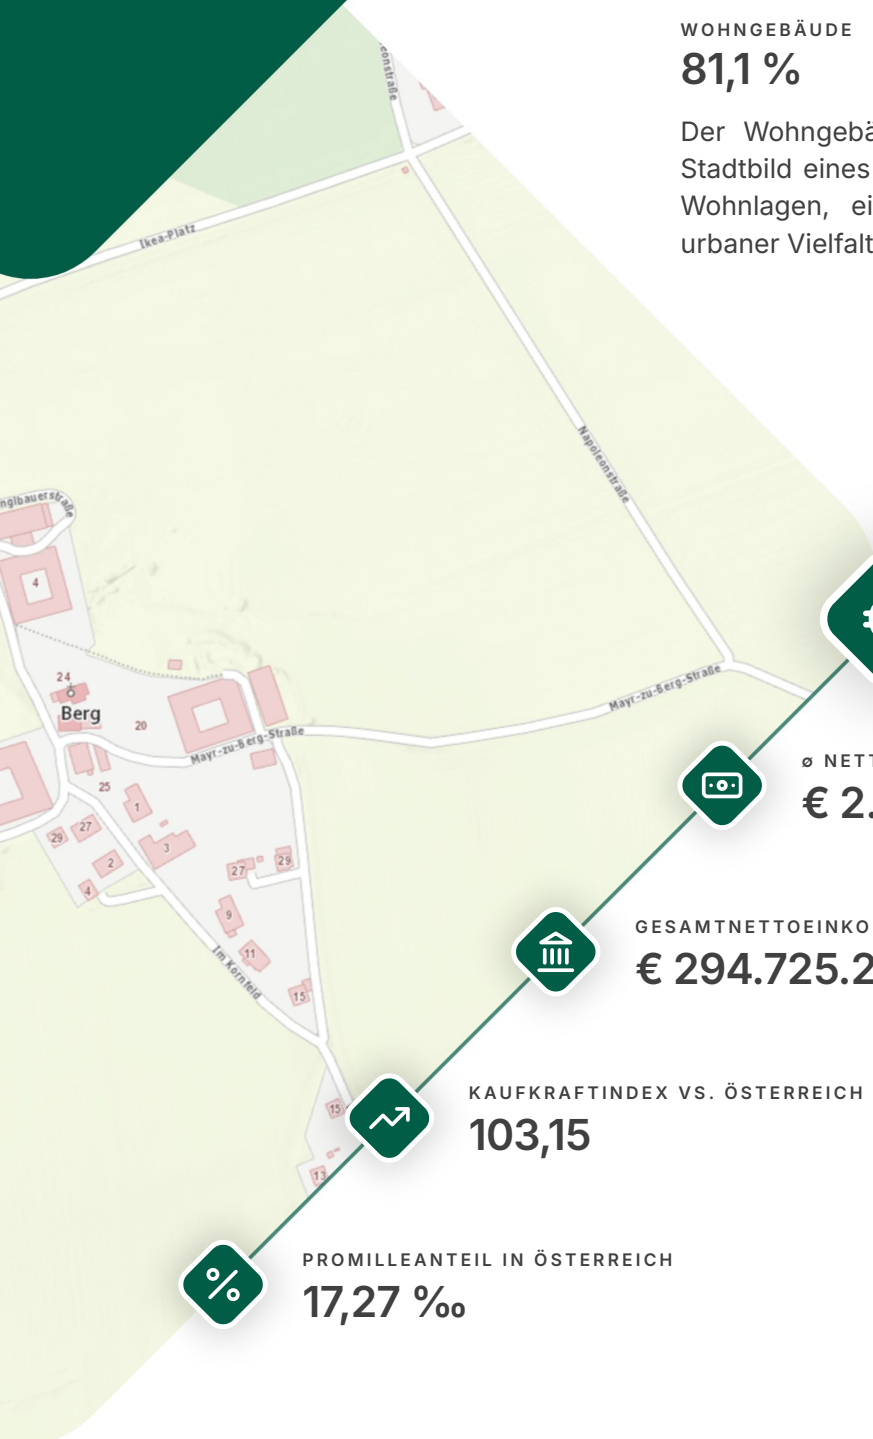 WOHNGEBÄUDE
81,1 %
Der Wohngebä
Stadtbild eines
Wohnlagen, ei
urbaner Vielfalt
eonstraße
Ikea-Platz
Napoleonstraße
nglbauerstraße
4
24
Berg
20
Mayr-zu-Berg-Straße
Mayr-zu-Berg-Straße
25
1
29
27
2
3
4
27
29
9
11
Im Kornfeld
15
15
13
ø NETT
€ 2.
GESAMTNETTOEINKO
€ 294.725.2
KAUFKRAFTINDEX VS. ÖSTERREICH
103,15
PROMILLEANTEIL IN ÖSTERREICH
17,27 ‰